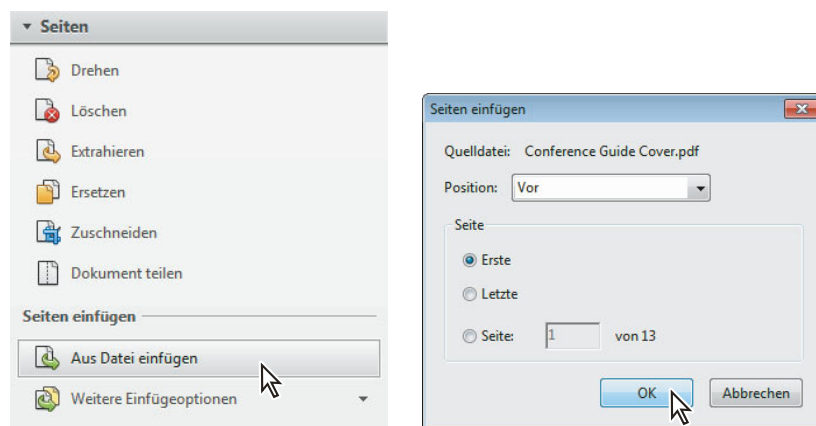 Seiten
Drehen
Löschen
Extrahieren
Ersetzen
Zuschneiden
Dokument teilen
Seiten einfügen
Aus Datei einfügen
Weitere Einfügeoptionen
Seiten einfügen
Quelldatei: Conference Guide Cover.pdf
Position: Vor
Seite
Erste
Letzte
Seite: 1 von 13
OK Abbrechen